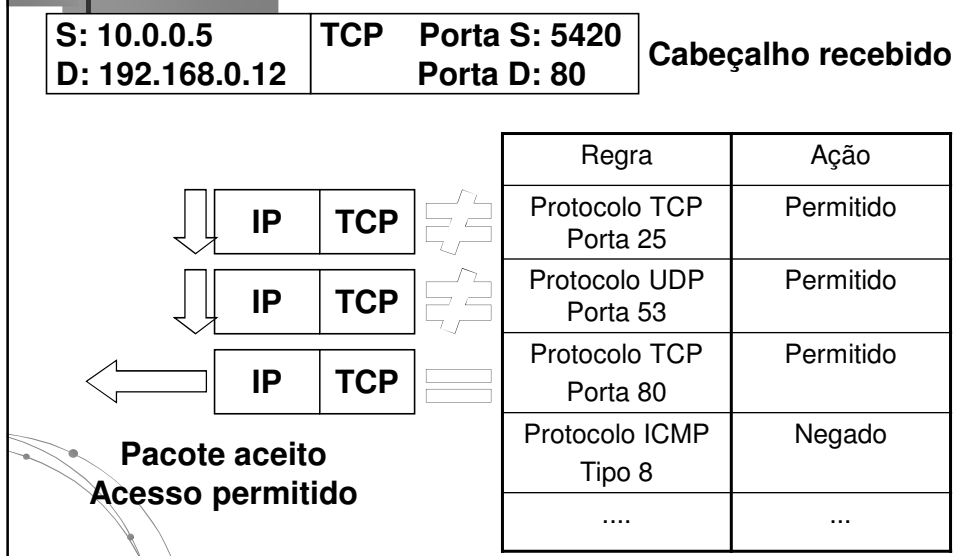 S: 10.0.0.5
D: 192.168.0.12
TCP Porta S: 5420
Porta D: 80
Cabeçalho recebido
Regra Ação
IP TCP
Protocolo TCP
Porta 25
Permitido
IP TCP
Protocolo UDP
Porta 53
Permitido
IP TCP
Protocolo TCP
Porta 80
Permitido
Protocolo ICMP
Tipo 8
Negado
Pacote aceito
Acesso permitido
.... ...